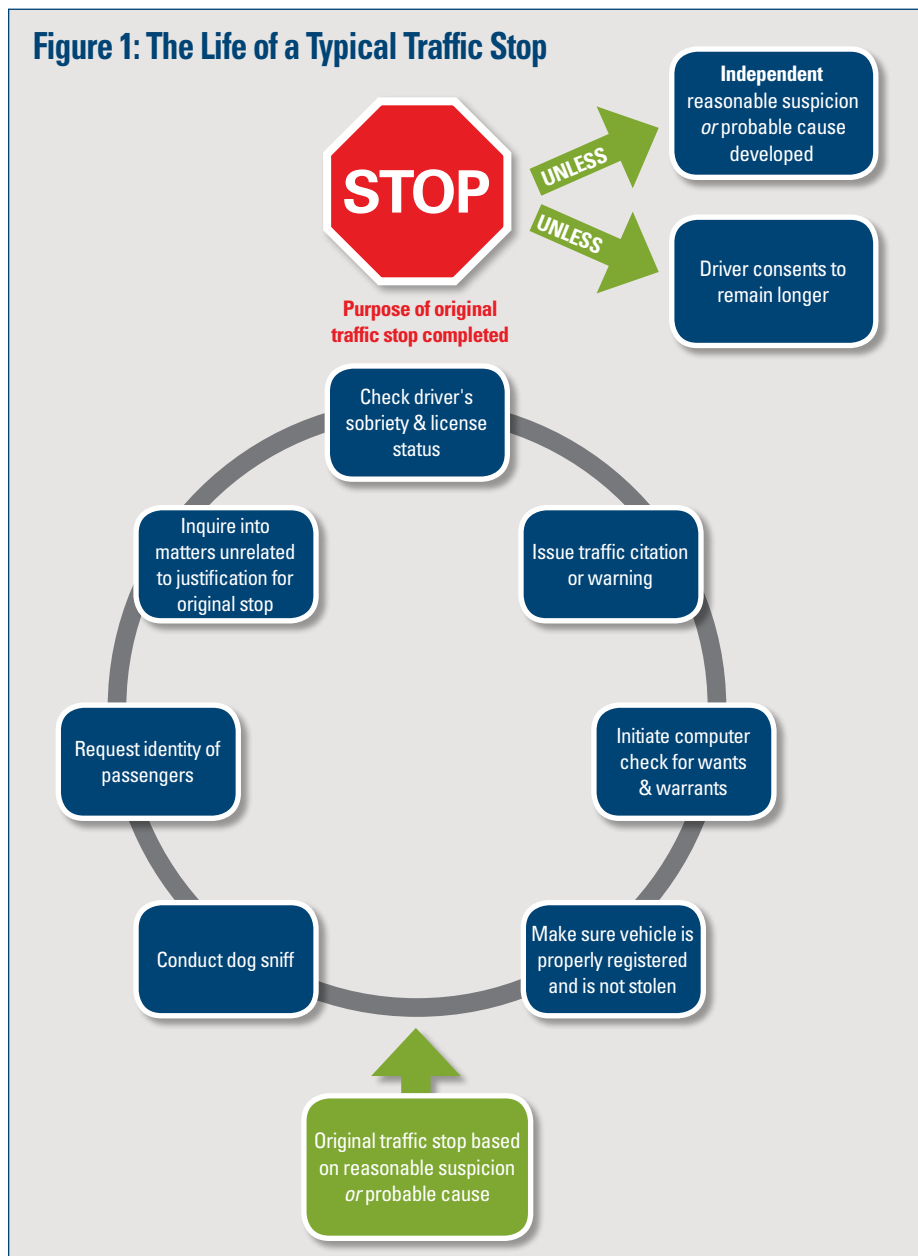 Figure 1: The Life of a Typical Traffic Stop
Independent
reasonable suspicion
or probable cause
developed
UNLESS
STOP
UNLESS
Driver consents to
remain longer
Purpose of original
traffic stop completed
Check driver's
sobriety & license
status
Inquire into
matters unrelated
to justification for
original stop
Issue traffic citation
or warning
Request identity of
passengers
Initiate computer
check for wants
& warrants
Conduct dog sniff
Make sure vehicle is
properly registered
and is not stolen
Original traffic stop based
on reasonable suspicion
or probable cause